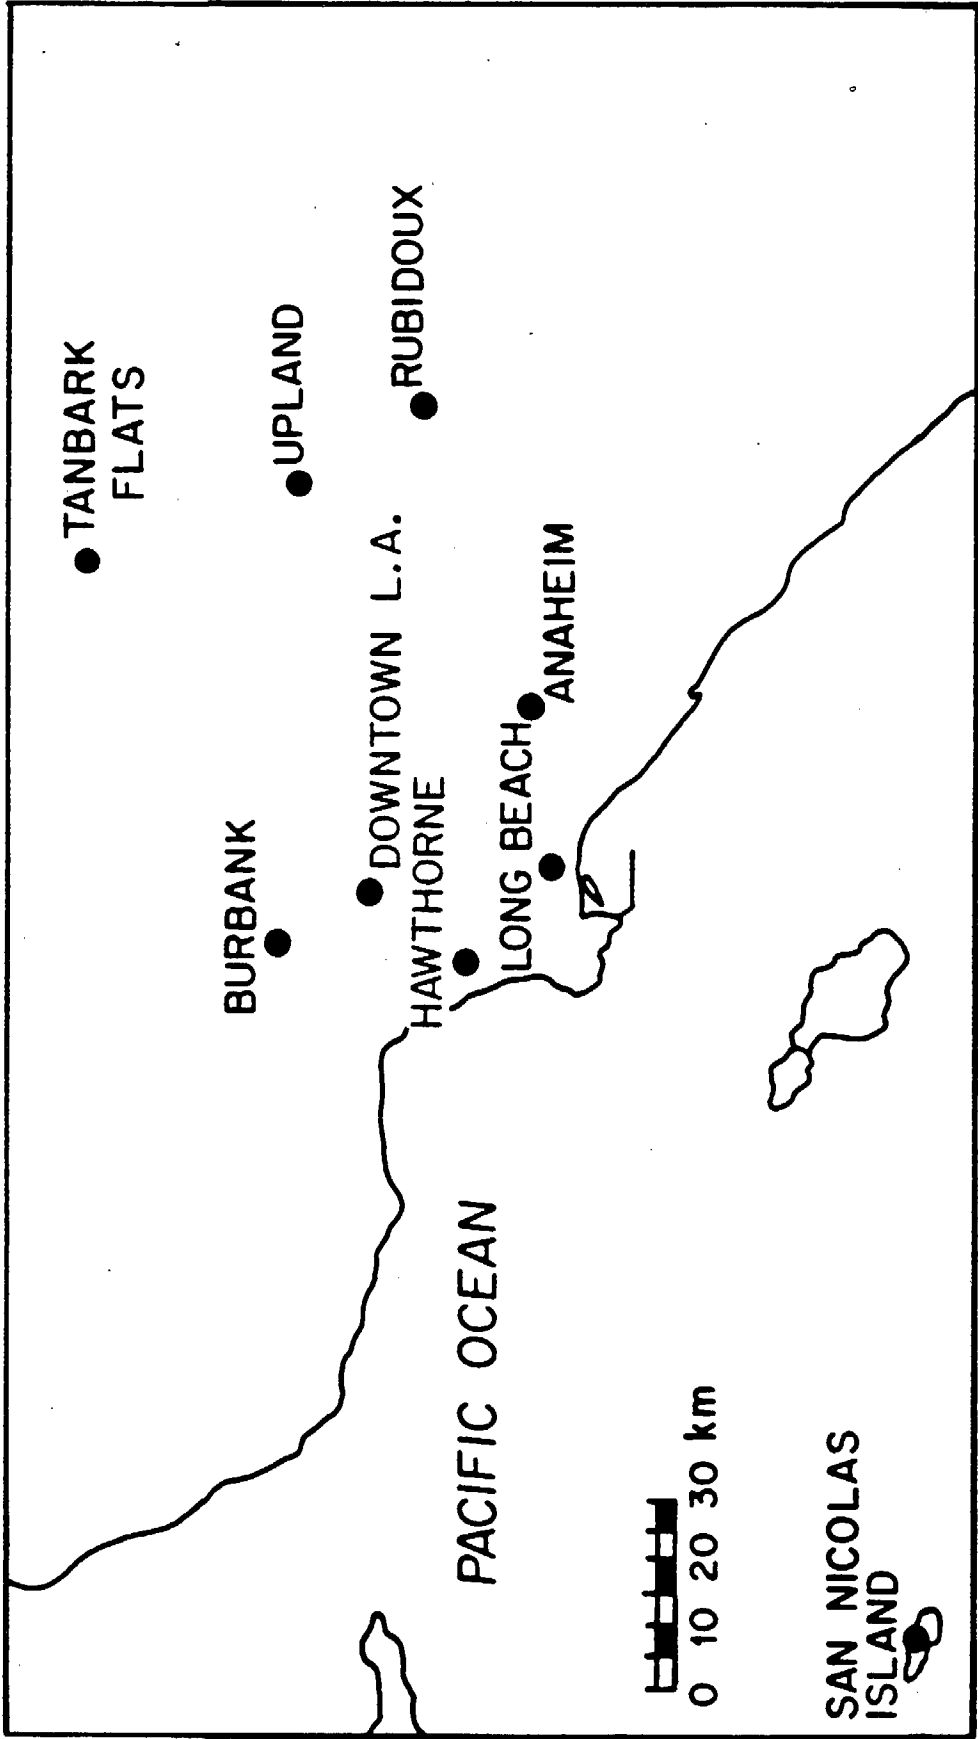 TANBARK
FLATS
UPLAND
RUBIDOUX
BURBANK
DOWNTOWN L.A.
HAWTHORNE
LONG BEACH
ANAHEIM
PACIFIC OCEAN
0 10 20 30 km
SAN NICOLAS
ISLAND